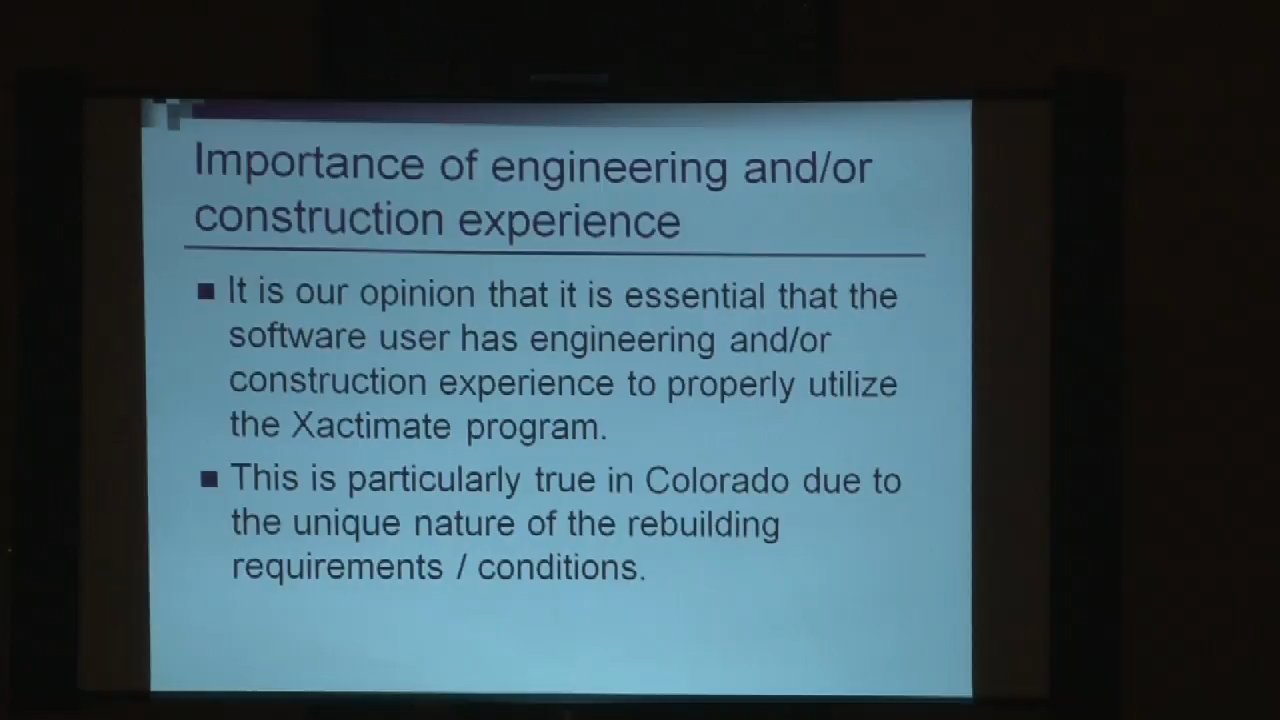 Importance of engineering and/or
construction experience
It is our opinion that it is essential that the
software user has engineering and/or
construction experience to properly utilize
the Xactimate program.
This is particularly true in Colorado due to
the unique nature of the rebuilding
requirements / conditions.